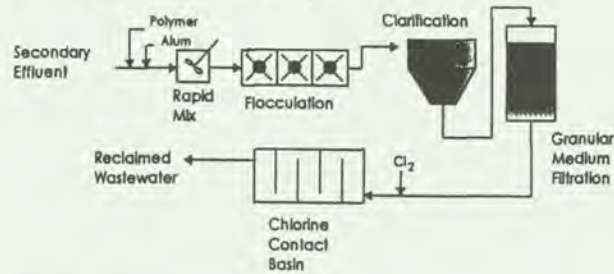 Polymer
Alum
Secondary
Effluent
Rapid
Mix
Flocculation
Clarification
Granular
Medium
Filtration
Cl2
Chlorine
Contact
Basin
Reclaimed
Wastewater